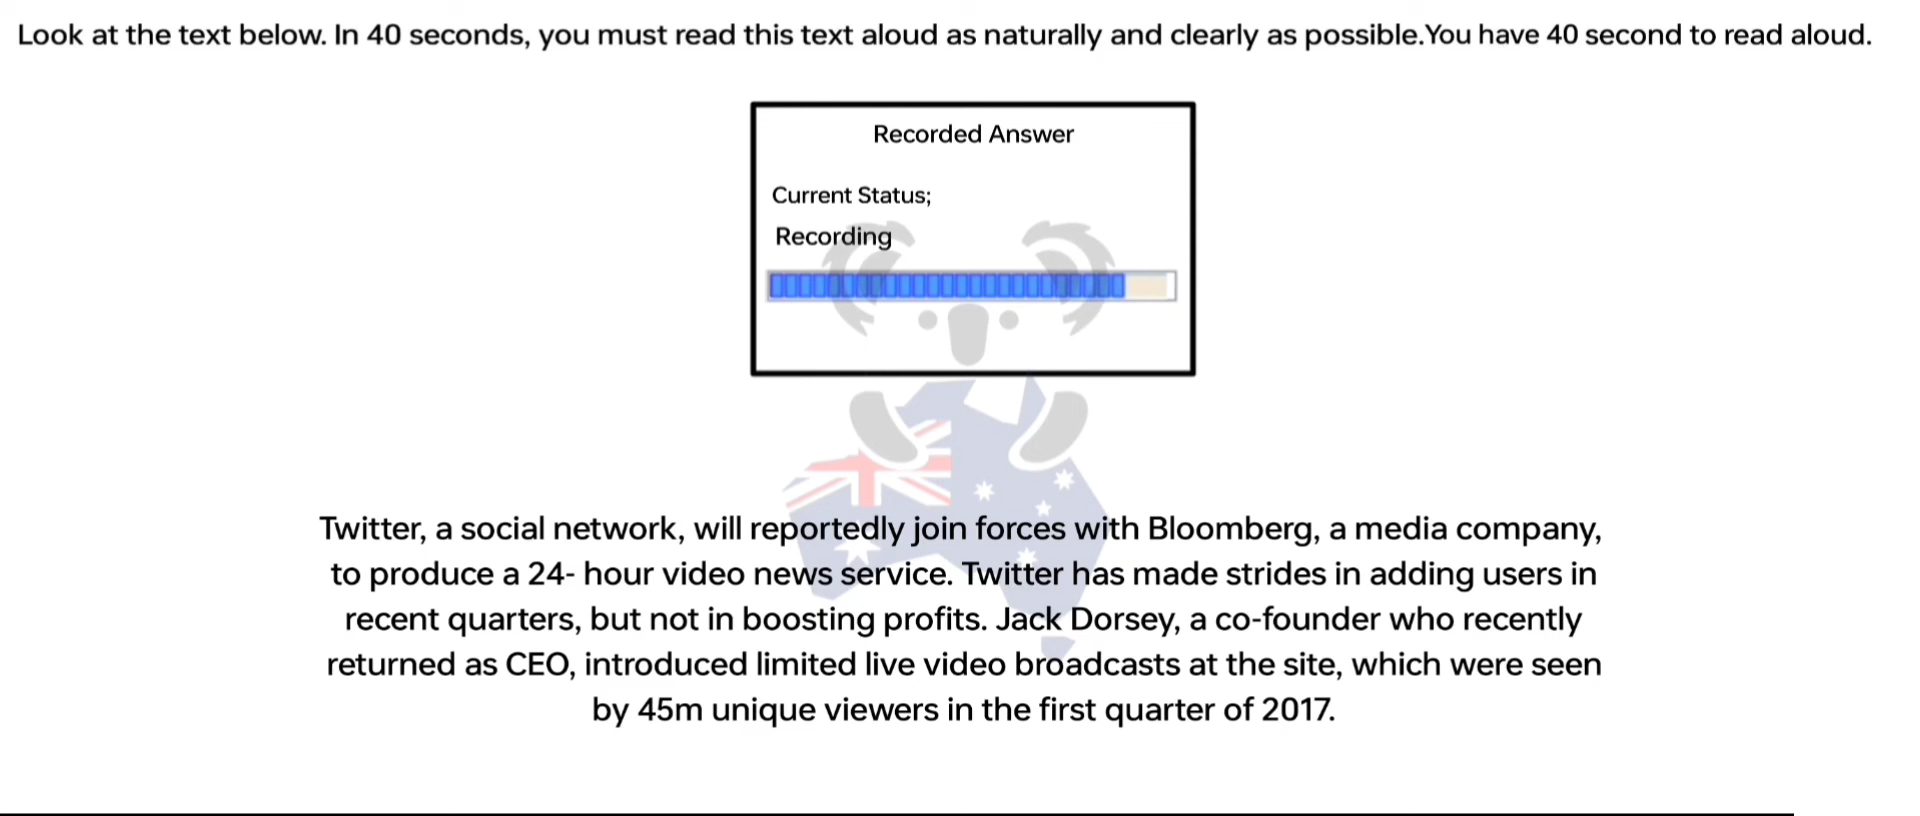 Look at the text below. In 40 seconds, you must read this text aloud as naturally and clearly as possible.You have 40 second to read aloud.
Recorded Answer
Current Status;
Recording
Twitter, a social network, will reportedly join forces with Bloomberg, a media company,
to produce a 24- hour video news service. Twitter has made strides in adding users in
recent quarters, but not in boosting profits. Jack Dorsey, a co-founder who recently
returned as CEO, introduced limited live video broadcasts at the site, which were seen
by 45m unique viewers in the first quarter of 2017.